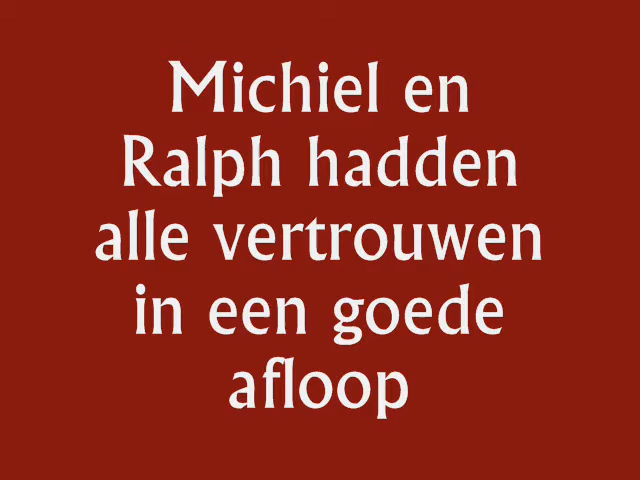 Michiel en
Ralph hadden
alle vertrouwen
in een goede
afloop